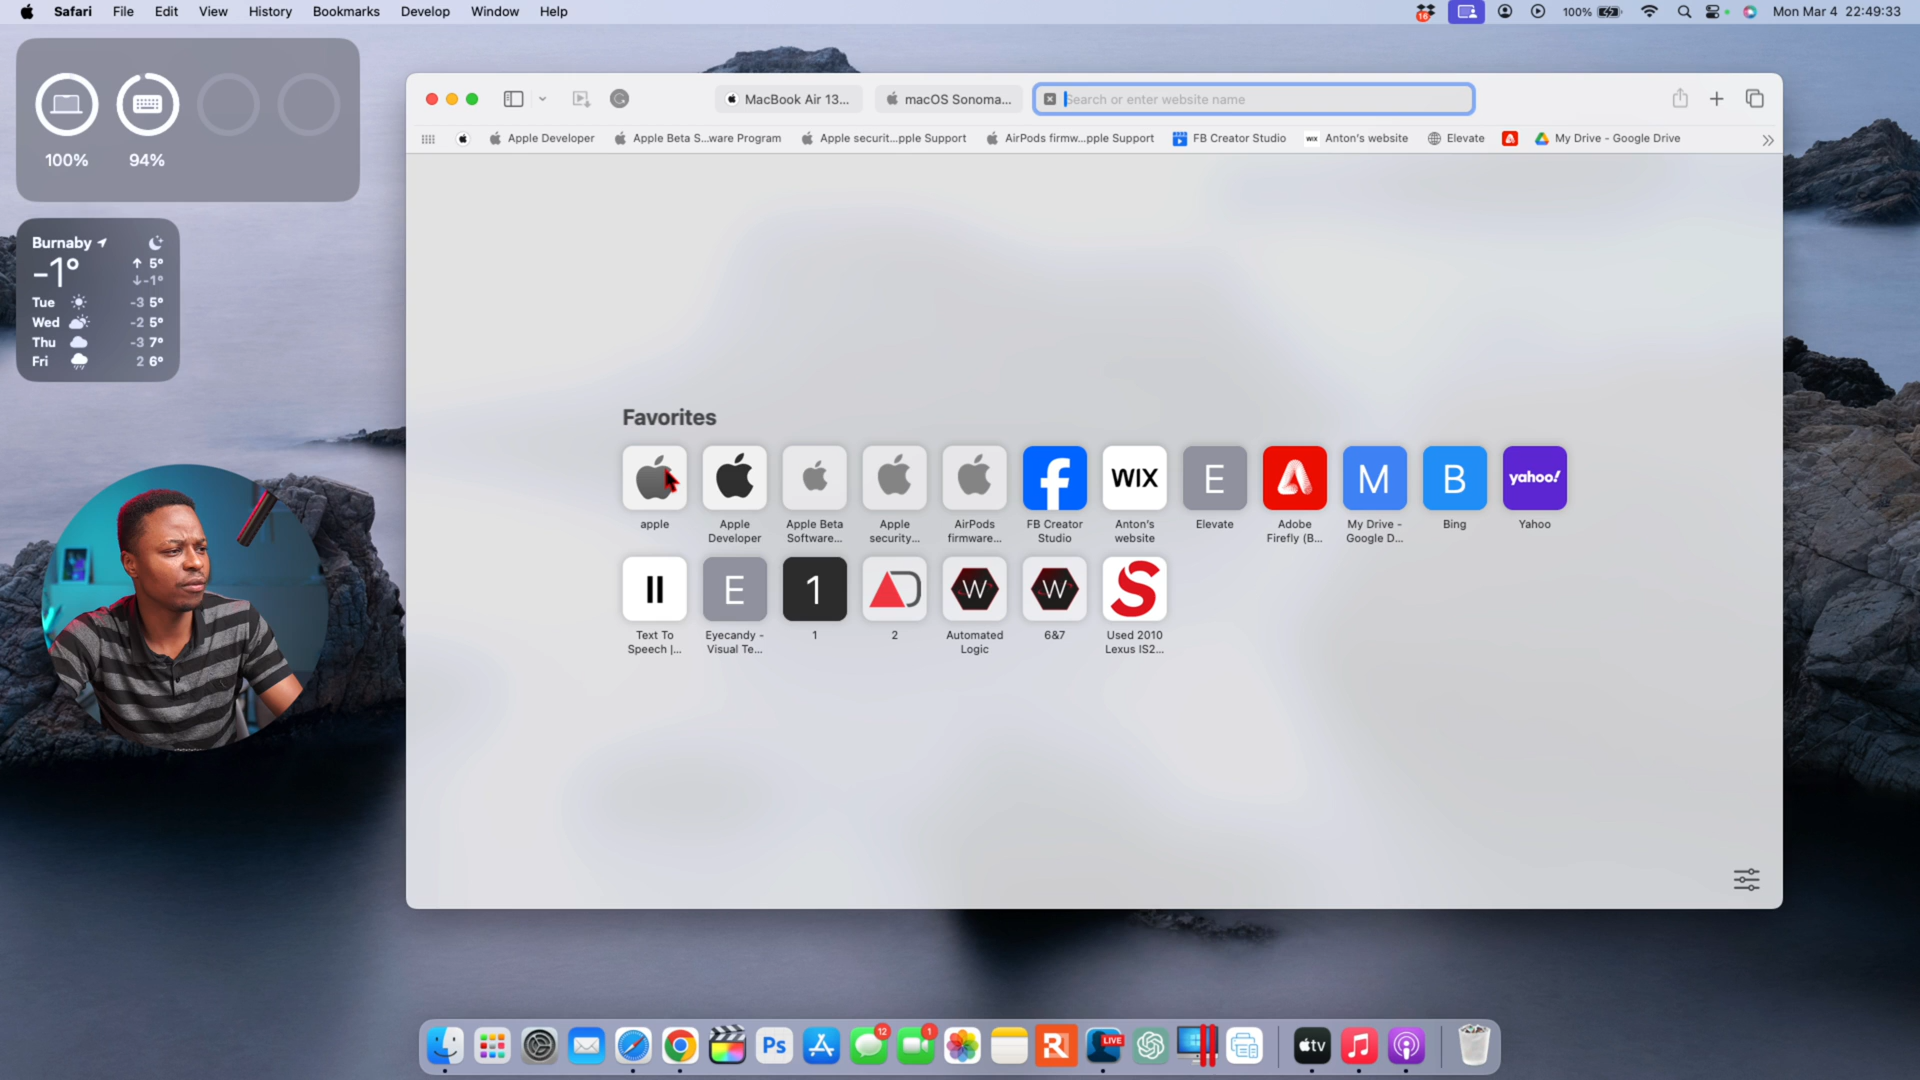 Safari File Edit View History Bookmarks Develop Window Help
16 100% Mon Mar 4 22:49:33
100% 94%
Burnaby
-1° 5°
-1°
Tue -3 5°
Wed -2 5°
Thu -3 7°
Fri 2 6°
MacBook Air 13... macOS Sonoma... Search or enter website name
Apple Developer Apple Beta S...ware Program Apple securit...pple Support AirPods firmw...pple Support FB Creator Studio WIX Anton's website Elevate My Drive - Google Drive
Favorites
WIX E M B yahoo!
apple Apple Developer Apple Beta Software... Apple security... AirPods firmware... FB Creator Studio Anton's website Elevate Adobe Firefly (B... My Drive - Google D... Bing Yahoo
E 1 W W S
Text To Speech |... Eyecandy - Visual Te... 1 2 Automated Logic 6&7 Used 2010 Lexus IS2...
Ps 12 1 R LIVE tv